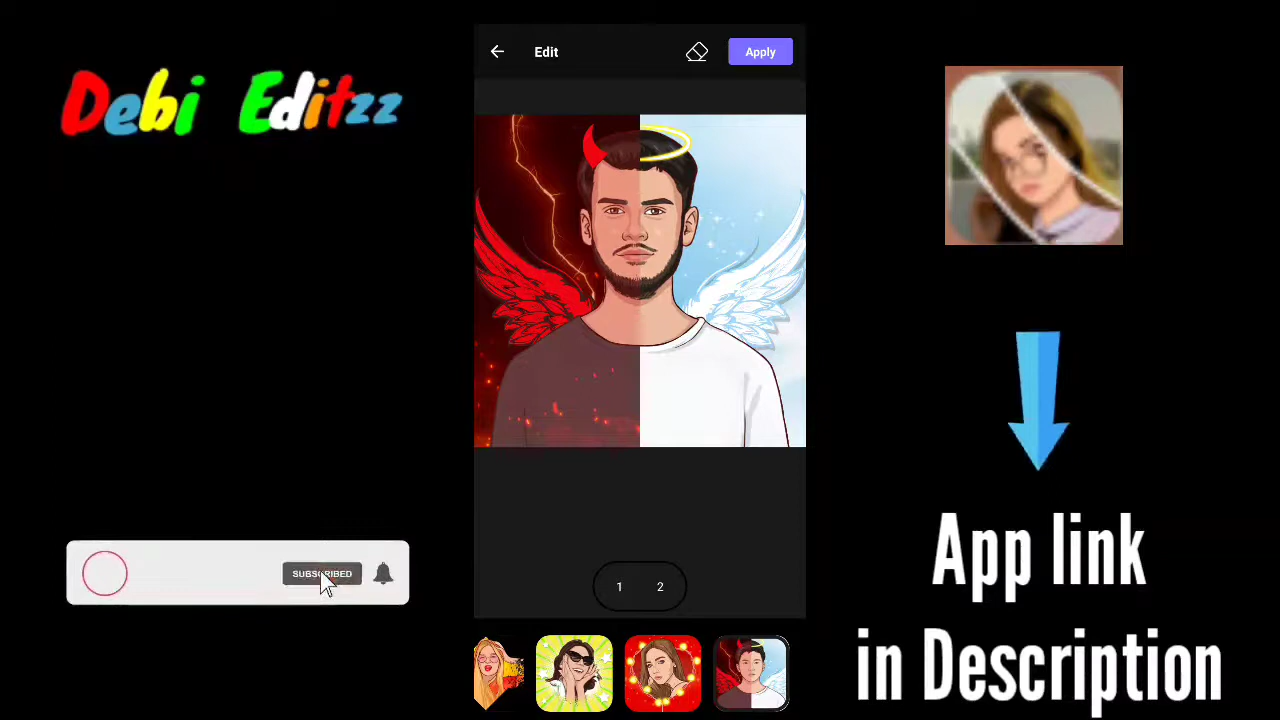 Debi Editzz
Edit
Apply
SUBSCRIBED
1 2
App link
in Description